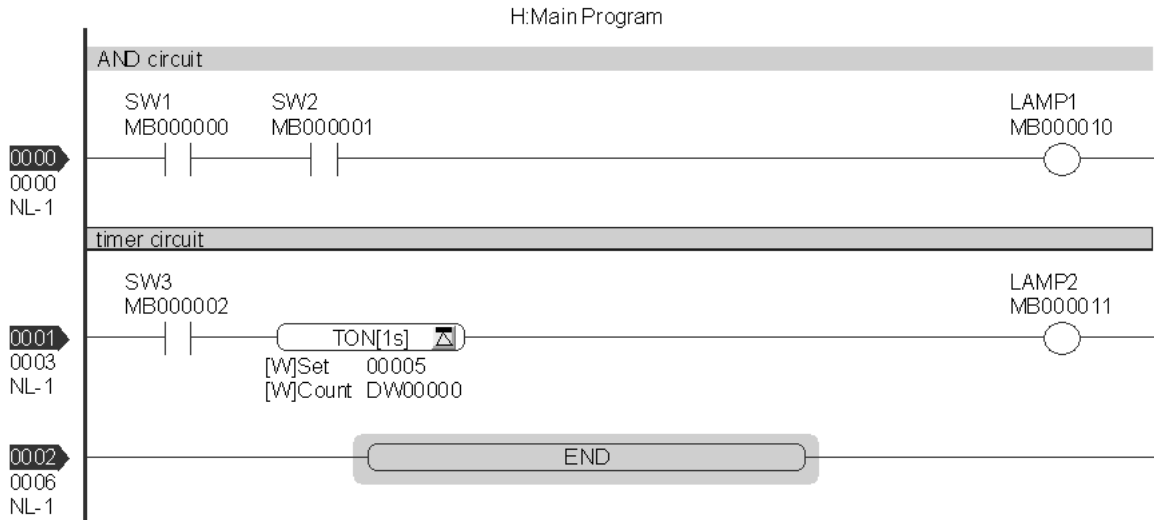 H:Main Program
AND circuit
SW1 SW2 LAMP1
MB000000 MB000001 MB000010
0000
0000
NL-1
timer circuit
SW3 LAMP2
MB000002 MB000011
0001 TON[1s]
0003 [W]Set 00005
NL-1 [W]Count DW00000
0002 END
0006
NL-1